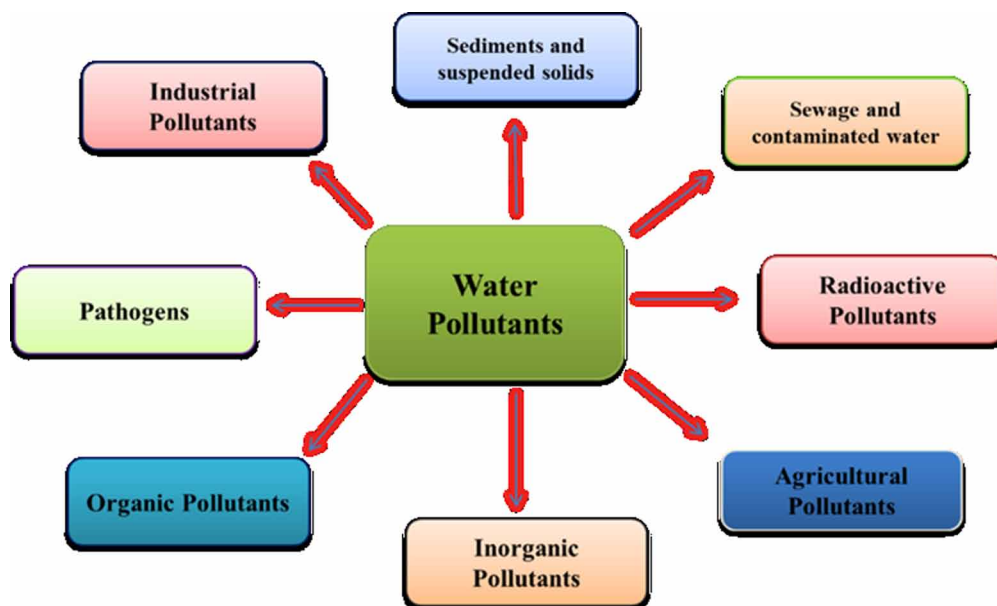 Sediments and
suspended solids
Industrial
Pollutants
Sewage and
contaminated water
Water
Pollutants
Pathogens
Radioactive
Pollutants
Organic Pollutants
Agricultural
Pollutants
Inorganic
Pollutants